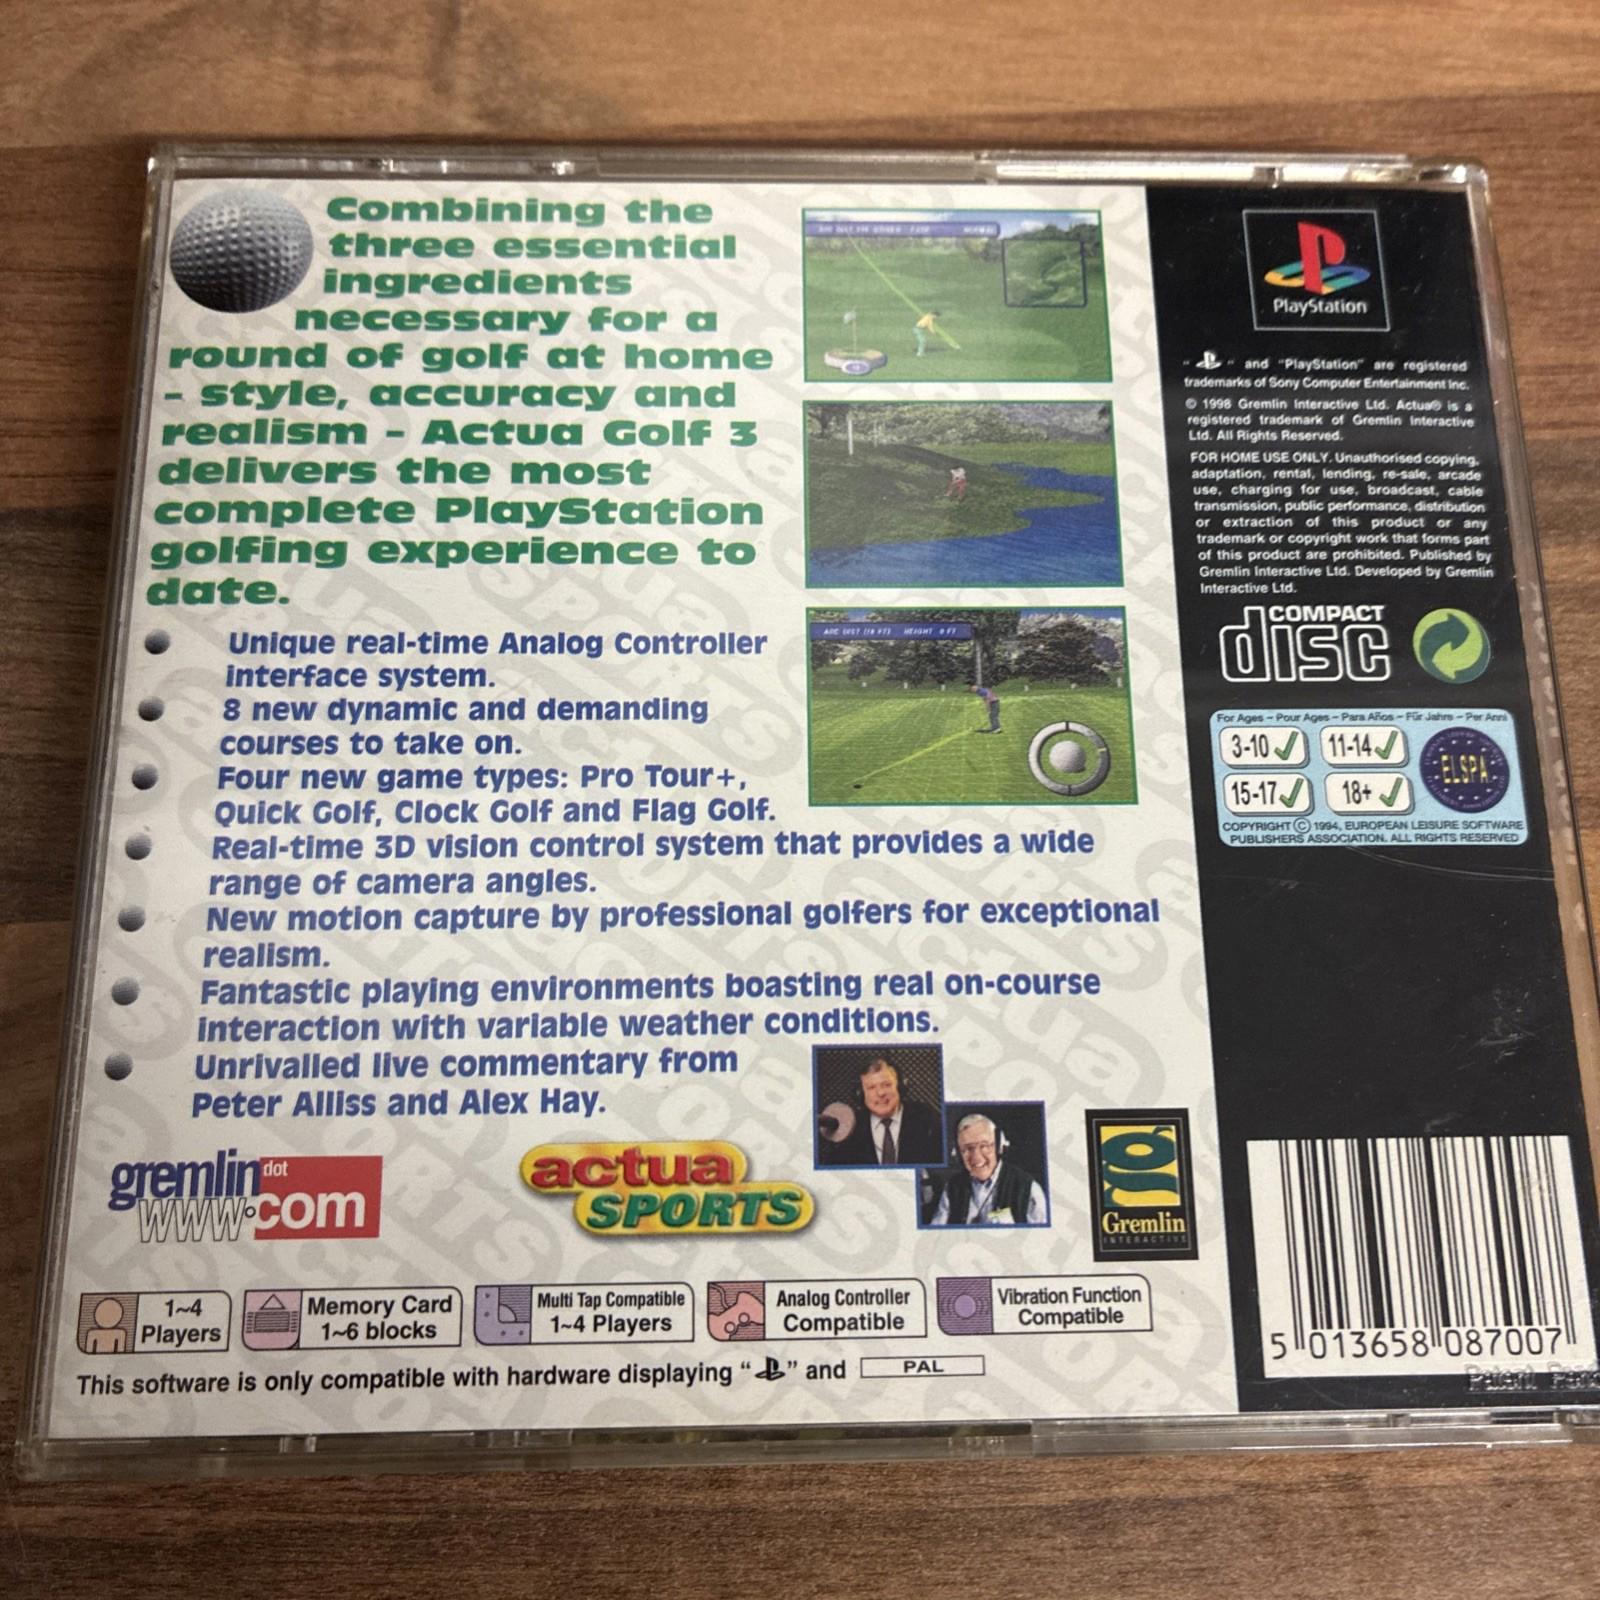 Combining the
three essential
ingredients
necessary for a
round of golf at home
- style, accuracy and
realism - Actua Golf 3
delivers the most
complete PlayStation
golfing experience to
date.
Unique real-time Analog Controller
interface system.
8 new dynamic and demanding
courses to take on.
Four new game types: Pro Tour+,
Quick Golf, Clock Golf and Flag Golf.
Real-time 3D vision control system that provides a wide
range of camera angles.
New motion capture by professional golfers for exceptional
realism.
Fantastic playing environments boasting real on-course
interaction with variable weather conditions.
Unrivalled live commentary from
Peter Alliss and Alex Hay.
gremlin dot
www.com
actua
SPORTS
Gremlin
INTERACTIVE
1~4
Players
Memory Card
1~6 blocks
Multi Tap Compatible
1~4 Players
Analog Controller
Compatible
Vibration Function
Compatible
This software is only compatible with hardware displaying " " and PAL
PlayStation
" " and "PlayStation" are registered
trademarks of Sony Computer Entertainment Inc.
© 1998 Gremlin Interactive Ltd. Actua® is a
registered trademark of Gremlin Interactive
Ltd. All Rights Reserved.
FOR HOME USE ONLY. Unauthorised copying,
adaptation, rental, lending, re-sale, arcade
use, charging for use, broadcast, cable
transmission, public performance, distribution
or extraction of this product or any
trademark or copyright work that forms part
of this product are prohibited. Published by
Gremlin Interactive Ltd. Developed by Gremlin
Interactive Ltd.
COMPACT
disc
For Ages – Pour Ages – Para Años – Für Jahre – Per Anni
3-10 11-14
15-17 18+
ELSPA
COPYRIGHT © 1994, EUROPEAN LEISURE SOFTWARE
PUBLISHERS ASSOCIATION. ALL RIGHTS RESERVED
5 013658 087007
Patent